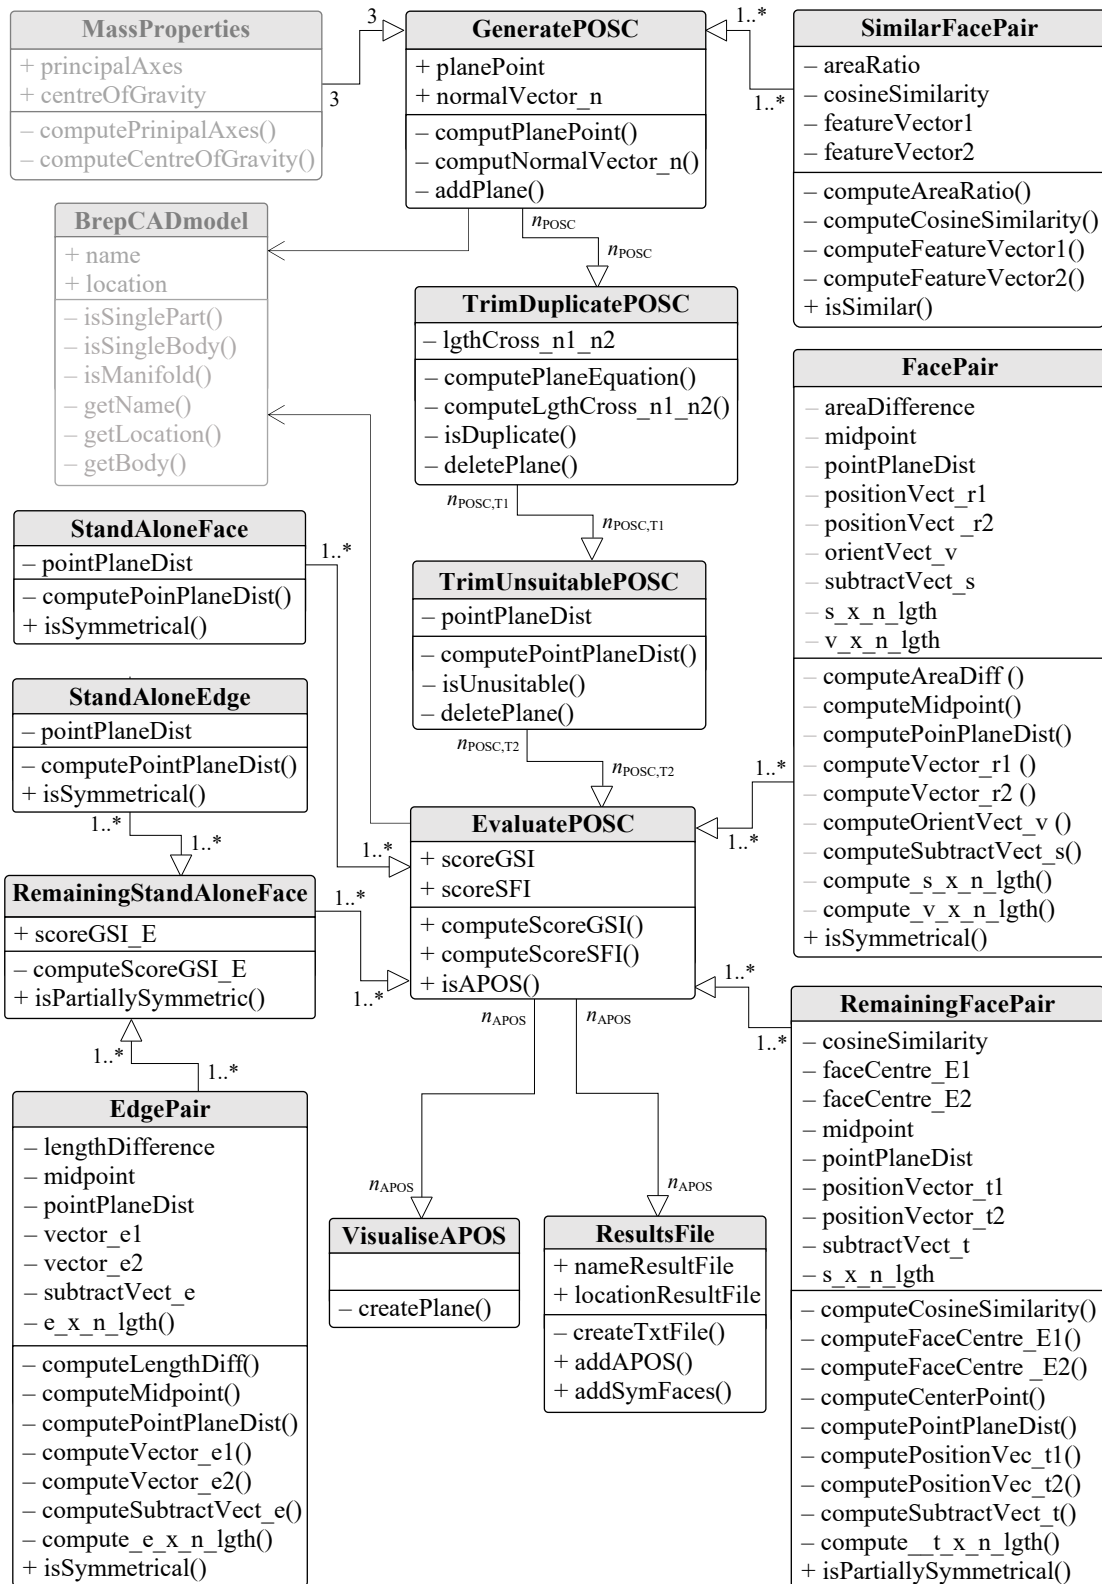 MassProperties
+ principalAxes
+ centreOfGravity
– computePrinipalAxes()
– computeCentreOfGravity()
3
3
GeneratePOSC
+ planePoint
+ normalVector_n
– computPlanePoint()
– computNormalVector_n()
– addPlane()
1..*
1..*
SimilarFacePair
– areaRatio
– cosineSimilarity
– featureVector1
– featureVector2
– computeAreaRatio()
– computeCosineSimilarity()
– computeFeatureVector1()
– computeFeatureVector2()
+ isSimilar()
BrepCADmodel
+ name
+ location
– isSinglePart()
– isSingleBody()
– isManifold()
– getName()
– getLocation()
– getBody()
nPOSC
nPOSC
TrimDuplicatePOSC
– lgthCross_n1_n2
– computePlaneEquation()
– computeLgthCross_n1_n2()
– isDuplicate()
– deletePlane()
nPOSC,T1
nPOSC,T1
FacePair
– areaDifference
– midpoint
– pointPlaneDist
– positionVect_r1
– positionVect _r2
– orientVect_v
– subtractVect_s
– s_x_n_lgth
– v_x_n_lgth
– computeAreaDiff ()
– computeMidpoint()
– computePoinPlaneDist()
– computeVector_r1 ()
– computeVector_r2 ()
– computeOrientVect_v ()
– computeSubtractVect_s()
– compute_s_x_n_lgth()
– compute_v_x_n_lgth()
+ isSymmetrical()
1..*
1..*
StandAloneFace
– pointPlaneDist
– computePoinPlaneDist()
+ isSymmetrical()
1..*
1..*
TrimUnsuitablePOSC
– pointPlaneDist
– computePointPlaneDist()
– isUnusitable()
– deletePlane()
nPOSC,T2
nPOSC,T2
StandAloneEdge
– pointPlaneDist
– computePointPlaneDist()
+ isSymmetrical()
1..*
1..*
EvaluatePOSC
+ scoreGSI
+ scoreSFI
+ computeScoreGSI()
+ computeScoreSFI()
+ isAPOS()
RemainingStandAloneFace
+ scoreGSI_E
– computeScoreGSI_E
+ isPartiallySymmetric()
1..*
1..*
1..*
1..*
nAPOS
nAPOS
1..*
1..*
RemainingFacePair
– cosineSimilarity
– faceCentre_E1
– faceCentre_E2
– midpoint
– pointPlaneDist
– positionVector_t1
– positionVector_t2
– subtractVect_t
– s_x_n_lgth
– computeCosineSimilarity()
– computeFaceCentre_E1()
– computeFaceCentre _E2()
– computeCenterPoint()
– computePointPlaneDist()
– computePositionVec_t1()
– computePositionVec_t2()
– computeSubtractVect_t()
– compute__t_x_n_lgth()
+ isPartiallySymmetrical()
EdgePair
– lengthDifference
– midpoint
– pointPlaneDist
– vector_e1
– vector_e2
– subtractVect_e
– e_x_n_lgth()
– computeLengthDiff()
– computeMidpoint()
– computePointPlaneDist()
– computeVector_e1()
– computeVector_e2()
– computeSubtractVect_e()
– compute_e_x_n_lgth()
+ isSymmetrical()
nAPOS
nAPOS
VisualiseAPOS
– createPlane()
ResultsFile
+ nameResultFile
+ locationResultFile
– createTxtFile()
+ addAPOS()
+ addSymFaces()